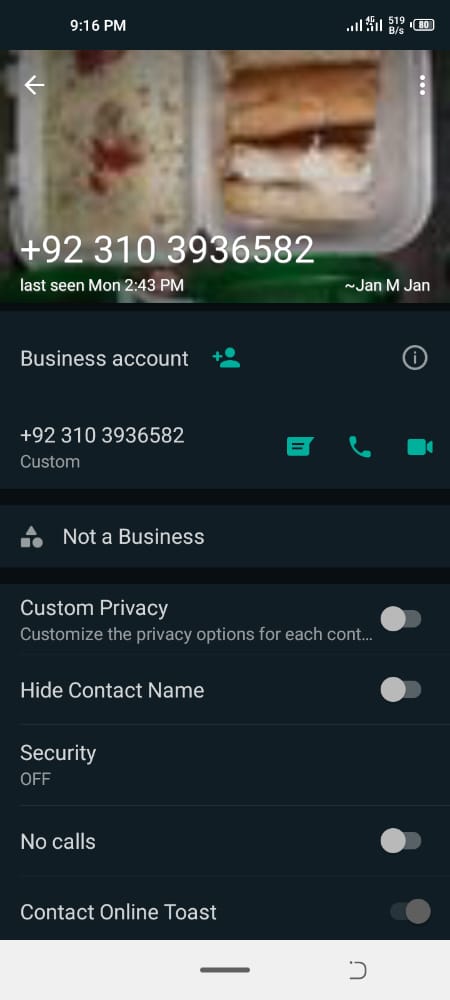 9:16 PM
4G
519
B/s
80
+92 310 3936582
last seen Mon 2:43 PM
~Jan M Jan
Business account
+92 310 3936582
Custom
Not a Business
Custom Privacy
Customize the privacy options for each cont...
Hide Contact Name
Security
OFF
No calls
Contact Online Toast